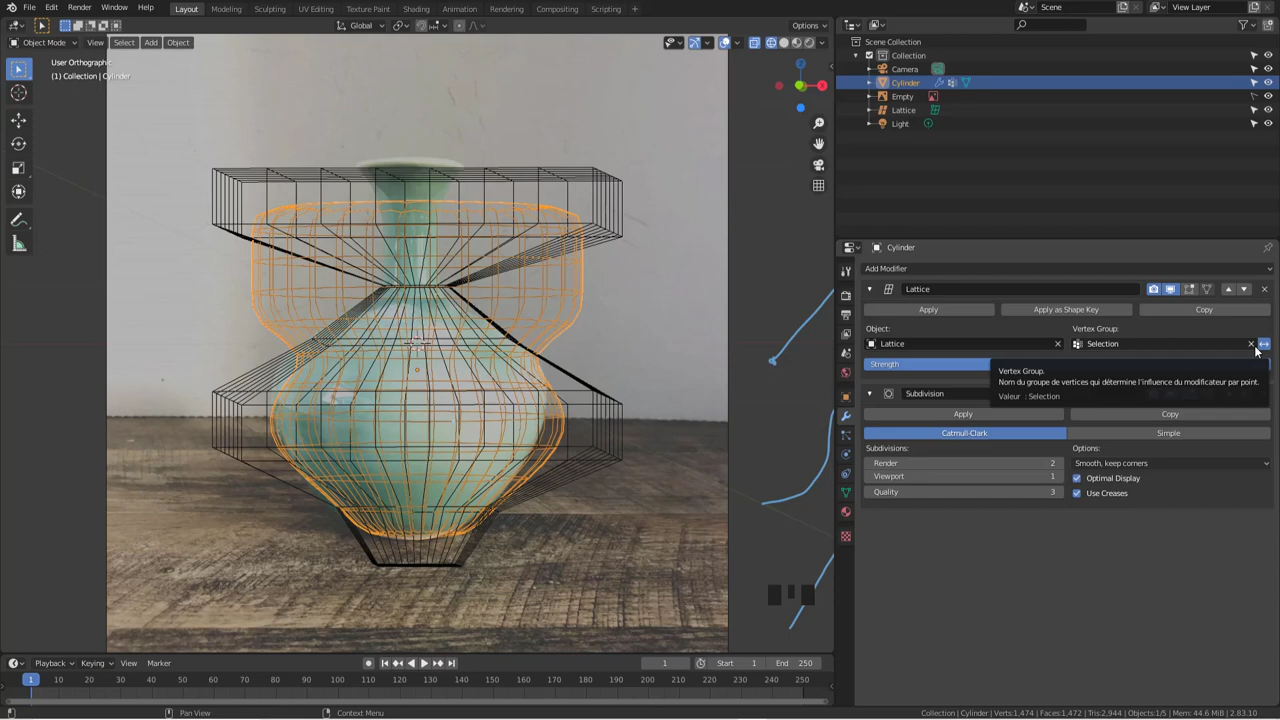 File Edit Render Window Help Layout Modeling Sculpting UV Editing Texture Paint Shading Animation Rendering Compositing Scripting + Scene View Layer
Global Options
Object Mode View Select Add Object
User Orthographic
(1) Collection | Cylinder
Z
X
Scene Collection
Collection
Camera
Cylinder
Empty
Lattice
Light
Cylinder
Add Modifier
Lattice
Apply Apply as Shape Key Copy
Object: Vertex Group:
Lattice Selection
Strength
Vertex Group.
Nom du groupe de vertices qui détermine l'influence du modificateur par point.
Valeur : Selection
Subdivision
Apply Copy
Catmull-Clark Simple
Subdivisions: Options:
Render 2 Smooth, keep corners
Viewport 1 Optimal Display
Quality 3 Use Creases
Playback Keying View Marker 1 Start 1 End 250
1 10 20 30 40 50 60 70 80 90 100 110 120 130 140 150 160 170 180 190 200 210 220 230 240 250
Pan View Context Menu Collection | Cylinder | Verts:1,474 | Faces:1,472 | Tris:2,944 | Objects:1/5 | Mem: 44.6 MiB | 2.83.10